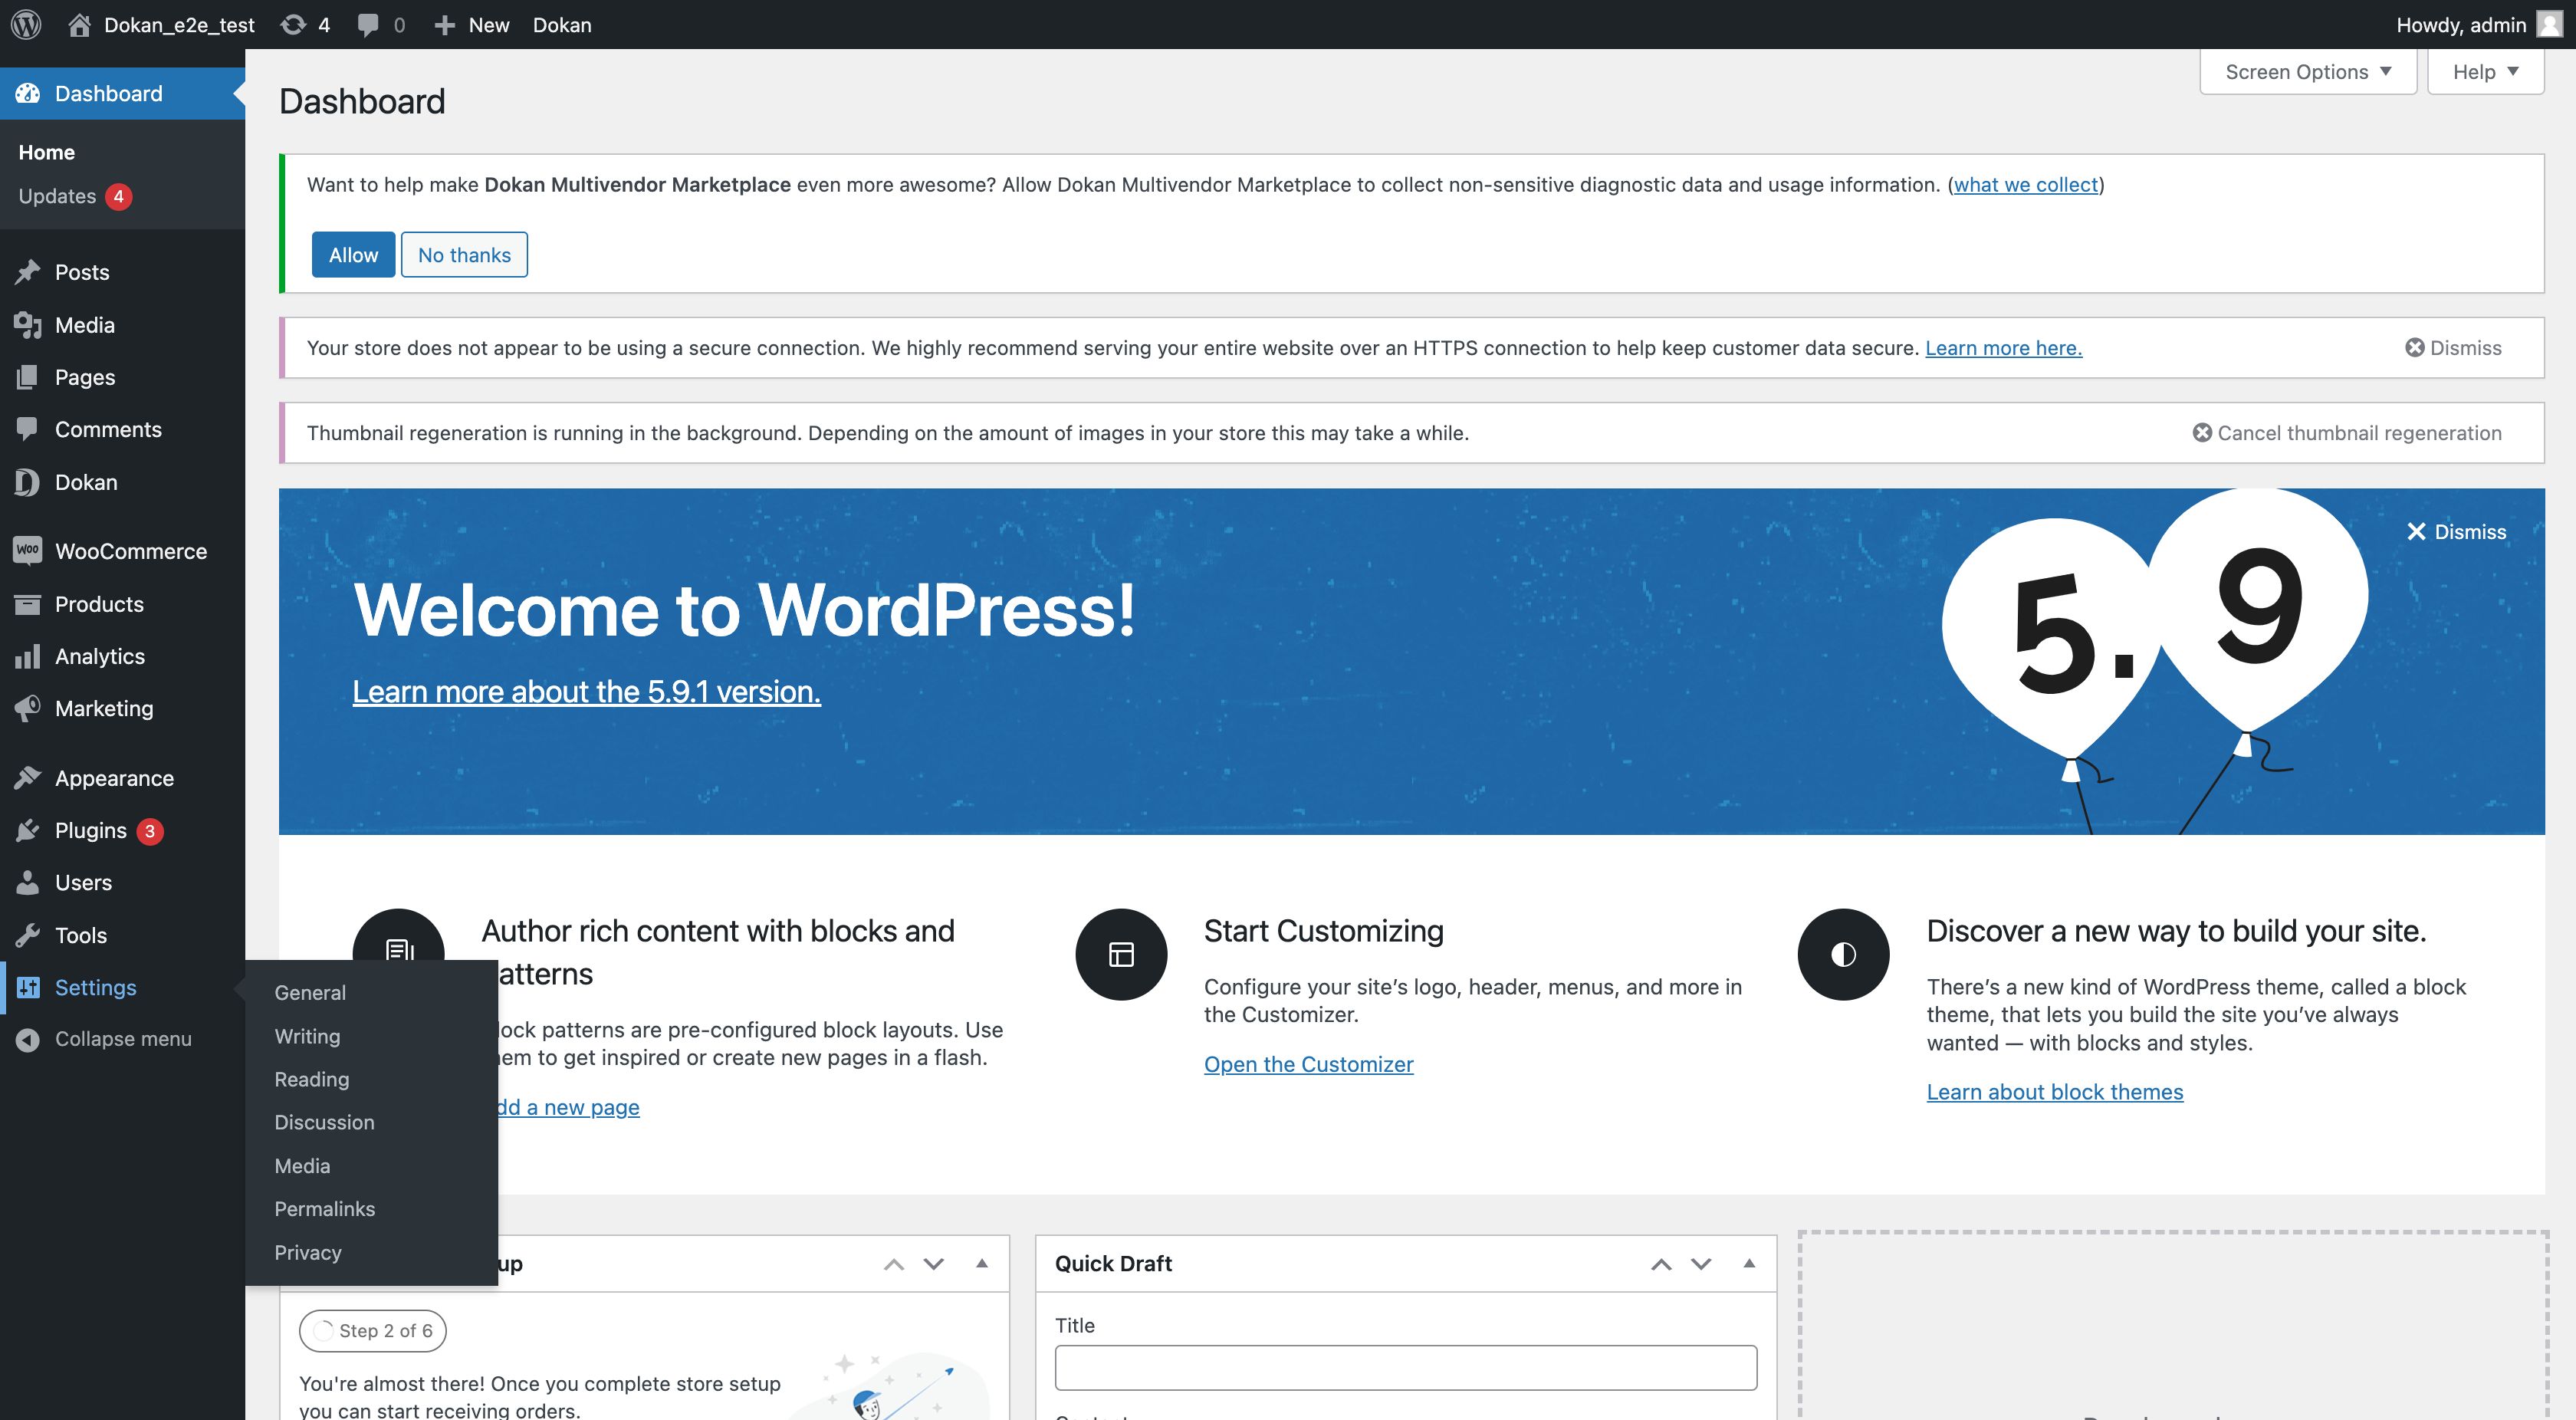 Dokan_e2e_test 4 0 New Dokan Howdy, admin
Dashboard
Home
Updates 4
Posts
Media
Pages
Comments
Dokan
Woo WooCommerce
Products
Analytics
Marketing
Appearance
Plugins 3
Users
Tools
Settings
Collapse menu
General
Writing
Reading
Discussion
Media
Permalinks
Privacy
Screen Options Help
Dashboard
Want to help make Dokan Multivendor Marketplace even more awesome? Allow Dokan Multivendor Marketplace to collect non-sensitive diagnostic data and usage information. (what we collect)
Allow No thanks
Your store does not appear to be using a secure connection. We highly recommend serving your entire website over an HTTPS connection to help keep customer data secure. Learn more here. Dismiss
Thumbnail regeneration is running in the background. Depending on the amount of images in your store this may take a while. Cancel thumbnail regeneration
Dismiss
Welcome to WordPress!
Learn more about the 5.9.1 version.
5.9
Author rich content with blocks and
atterns
lock patterns are pre-configured block layouts. Use
em to get inspired or create new pages in a flash.
dd a new page
Start Customizing
Configure your site’s logo, header, menus, and more in
the Customizer.
Open the Customizer
Discover a new way to build your site.
There’s a new kind of WordPress theme, called a block
theme, that lets you build the site you’ve always
wanted — with blocks and styles.
Learn about block themes
up
Step 2 of 6
You're almost there! Once you complete store setup
you can start receiving orders.
Quick Draft
Title